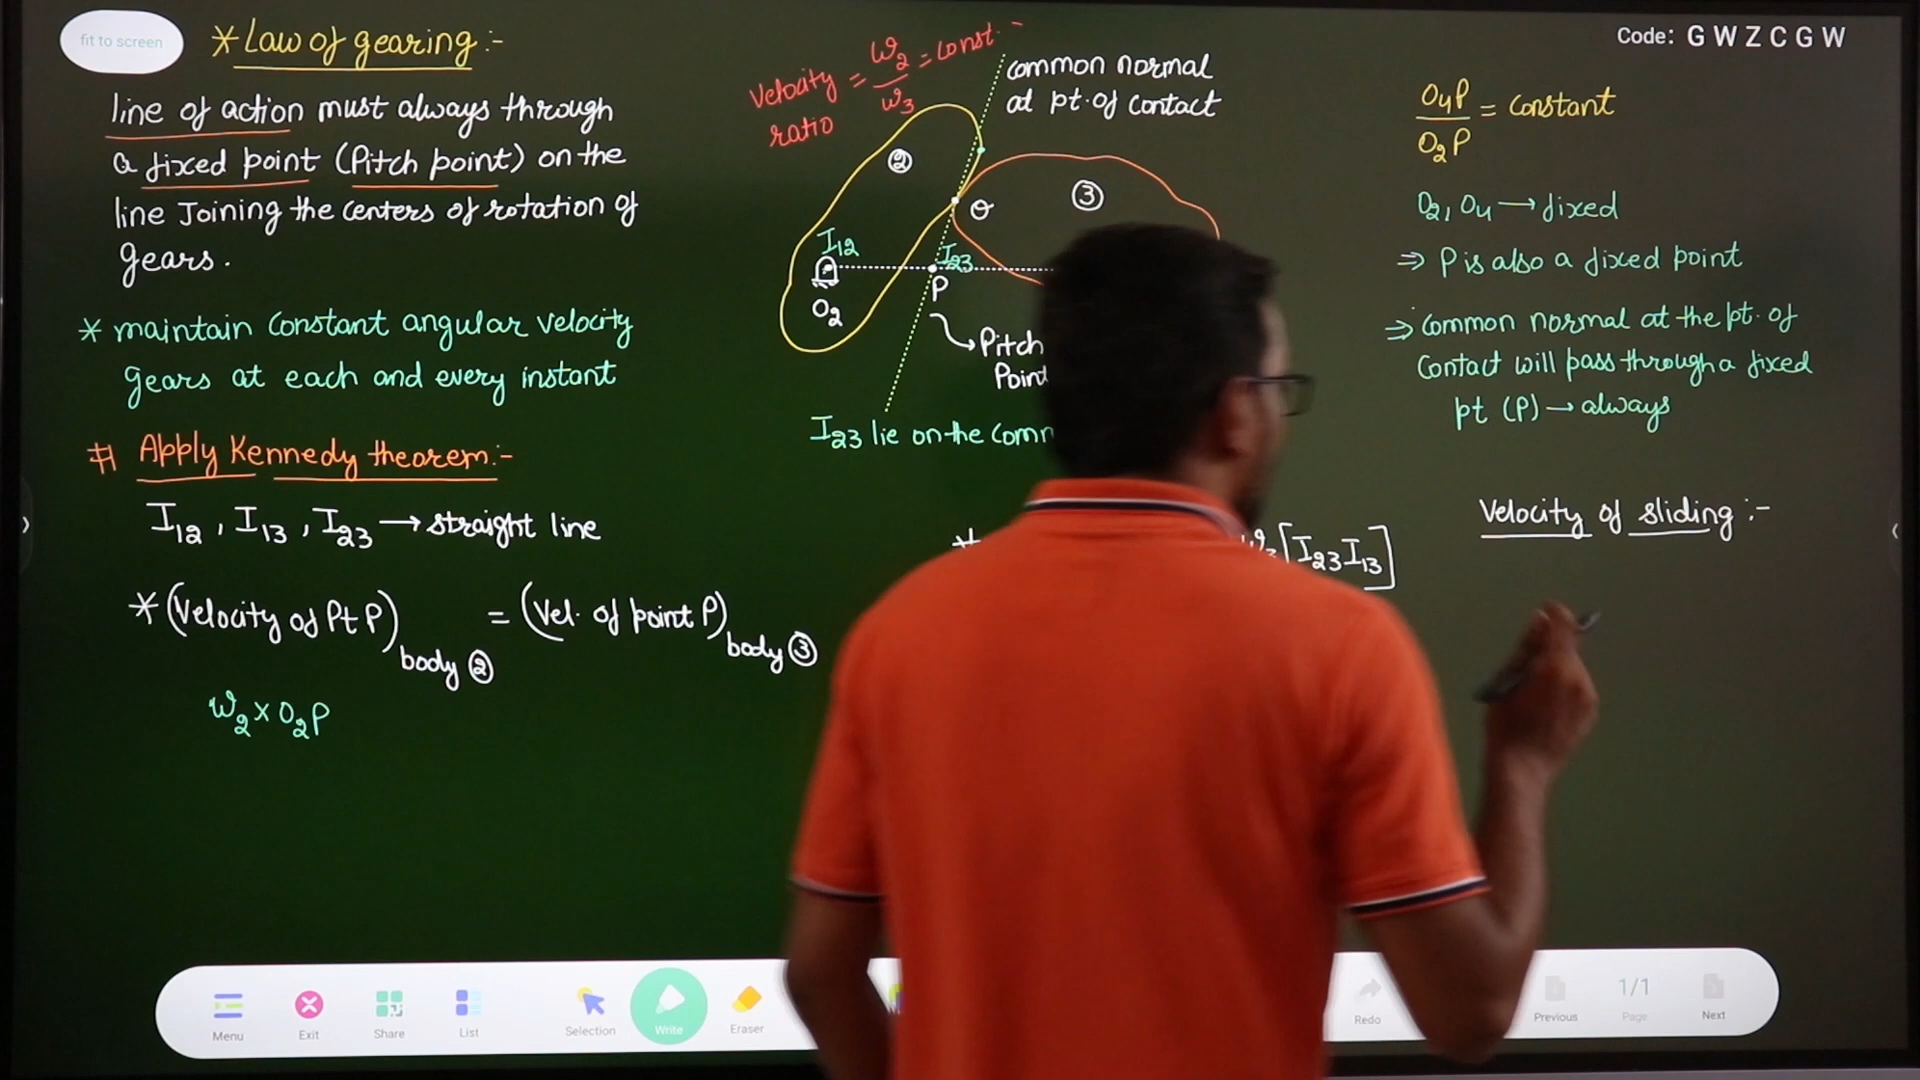 fit to screen
* Law of gearing :-
line of action must always through
a fixed point (Pitch point) on the
line Joining the centers of rotation of
gears.
* maintain constant angular velocity
gears at each and every instant
# Apply Kennedy theorem:-
I12, I13, I23 → straight line
* (Velocity of Pt P) body ② = (Vel. of point P) body ③
ω2 × O2P
Velocity ratio = ω2/ω3 = const.
common normal
at pt. of contact
②
③
O
I12
I23
O2
P
Pitch
Point
I23 lie on the
[I23 I13]
Code: GWZCGW
O4P/O2P = constant
O2, O4 → fixed
⇒ P is also a fixed point
⇒ common normal at the pt. of
contact will pass through a fixed
pt (P) → always
Velocity of sliding :-
Menu
Exit
Share
List
Selection
Write
Eraser
Redo
Previous
1/1
Page
Next